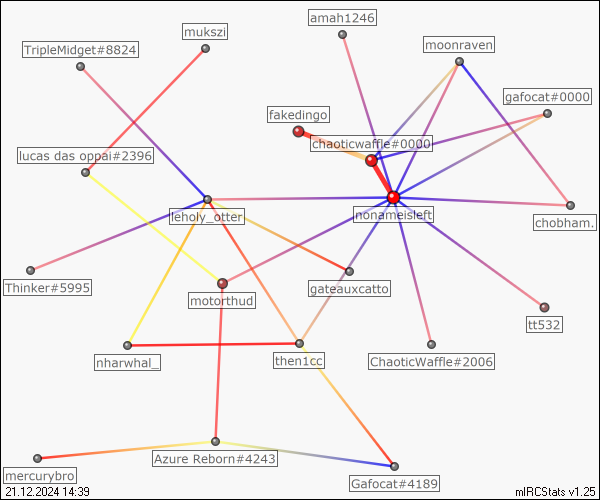 amah1246
mukszi
moonraven
TripleMidget#8824
gafocat#0000
fakedingo
chaoticwaffle#0000
lucas das oppai#2396
leholy_otter
nonameisleft
chobham.
Thinker#5995
gateauxcatto
motorthud
tt532
nharwhal_
then1cc
ChaoticWaffle#2006
Azure Reborn#4243
mercurybro
Gafocat#4189
21.12.2024 14:39
mIRCStats v1.25